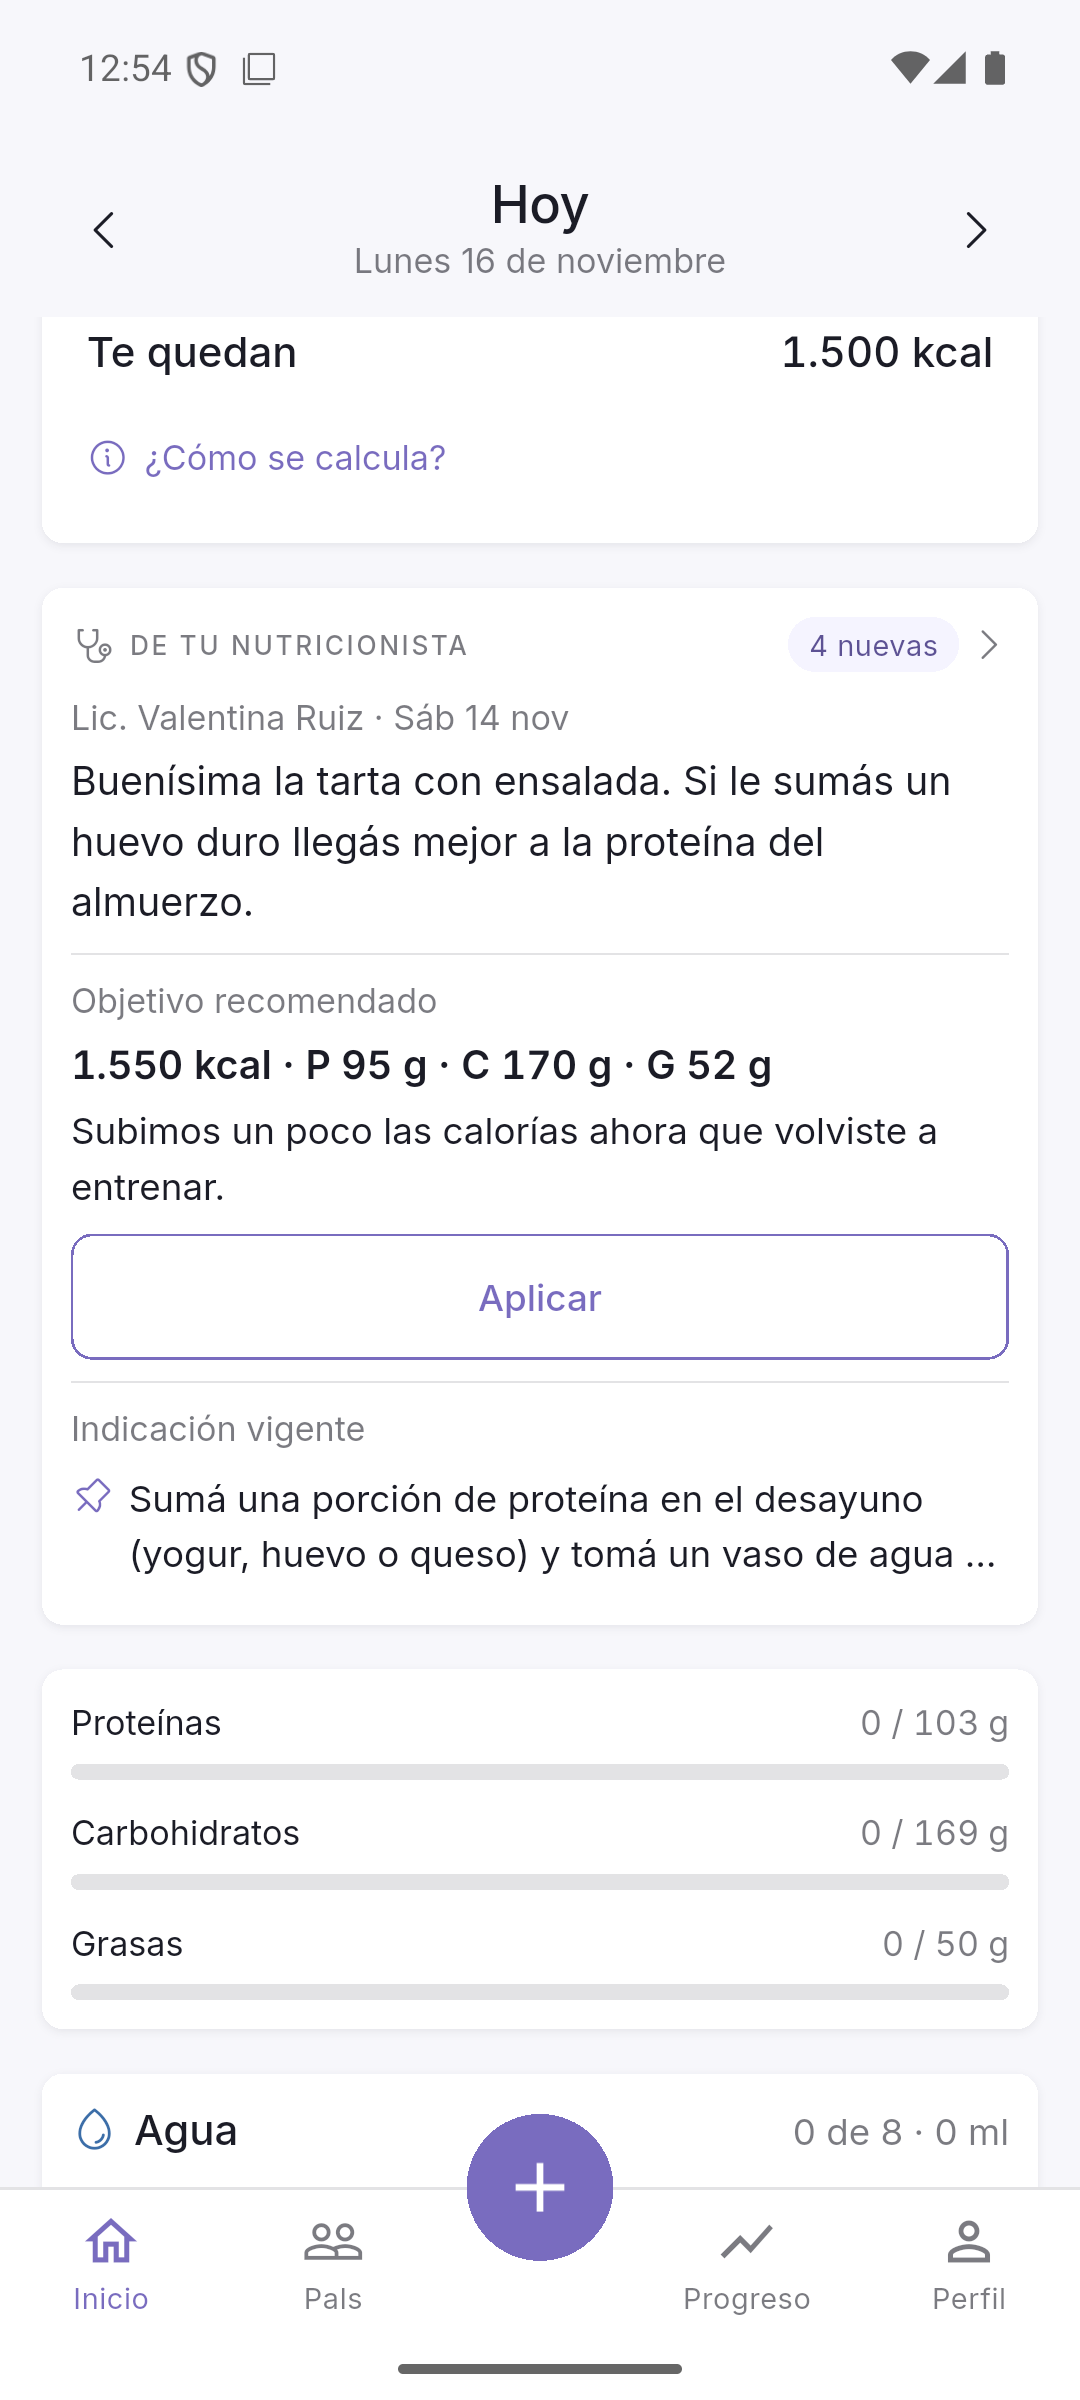 12:54
Hoy
Lunes 16 de noviembre
Te quedan 1.500 kcal
¿Cómo se calcula?
DE TU NUTRICIONISTA 4 nuevas
Lic. Valentina Ruiz · Sáb 14 nov
Buenísima la tarta con ensalada. Si le sumás un
huevo duro llegás mejor a la proteína del
almuerzo.
Objetivo recomendado
1.550 kcal · P 95 g · C 170 g · G 52 g
Subimos un poco las calorías ahora que volviste a
entrenar.
Aplicar
Indicación vigente
Sumá una porción de proteína en el desayuno
(yogur, huevo o queso) y tomá un vaso de agua ...
Proteínas 0 / 103 g
Carbohidratos 0 / 169 g
Grasas 0 / 50 g
Agua 0 de 8 · 0 ml
Inicio Pals Progreso Perfil